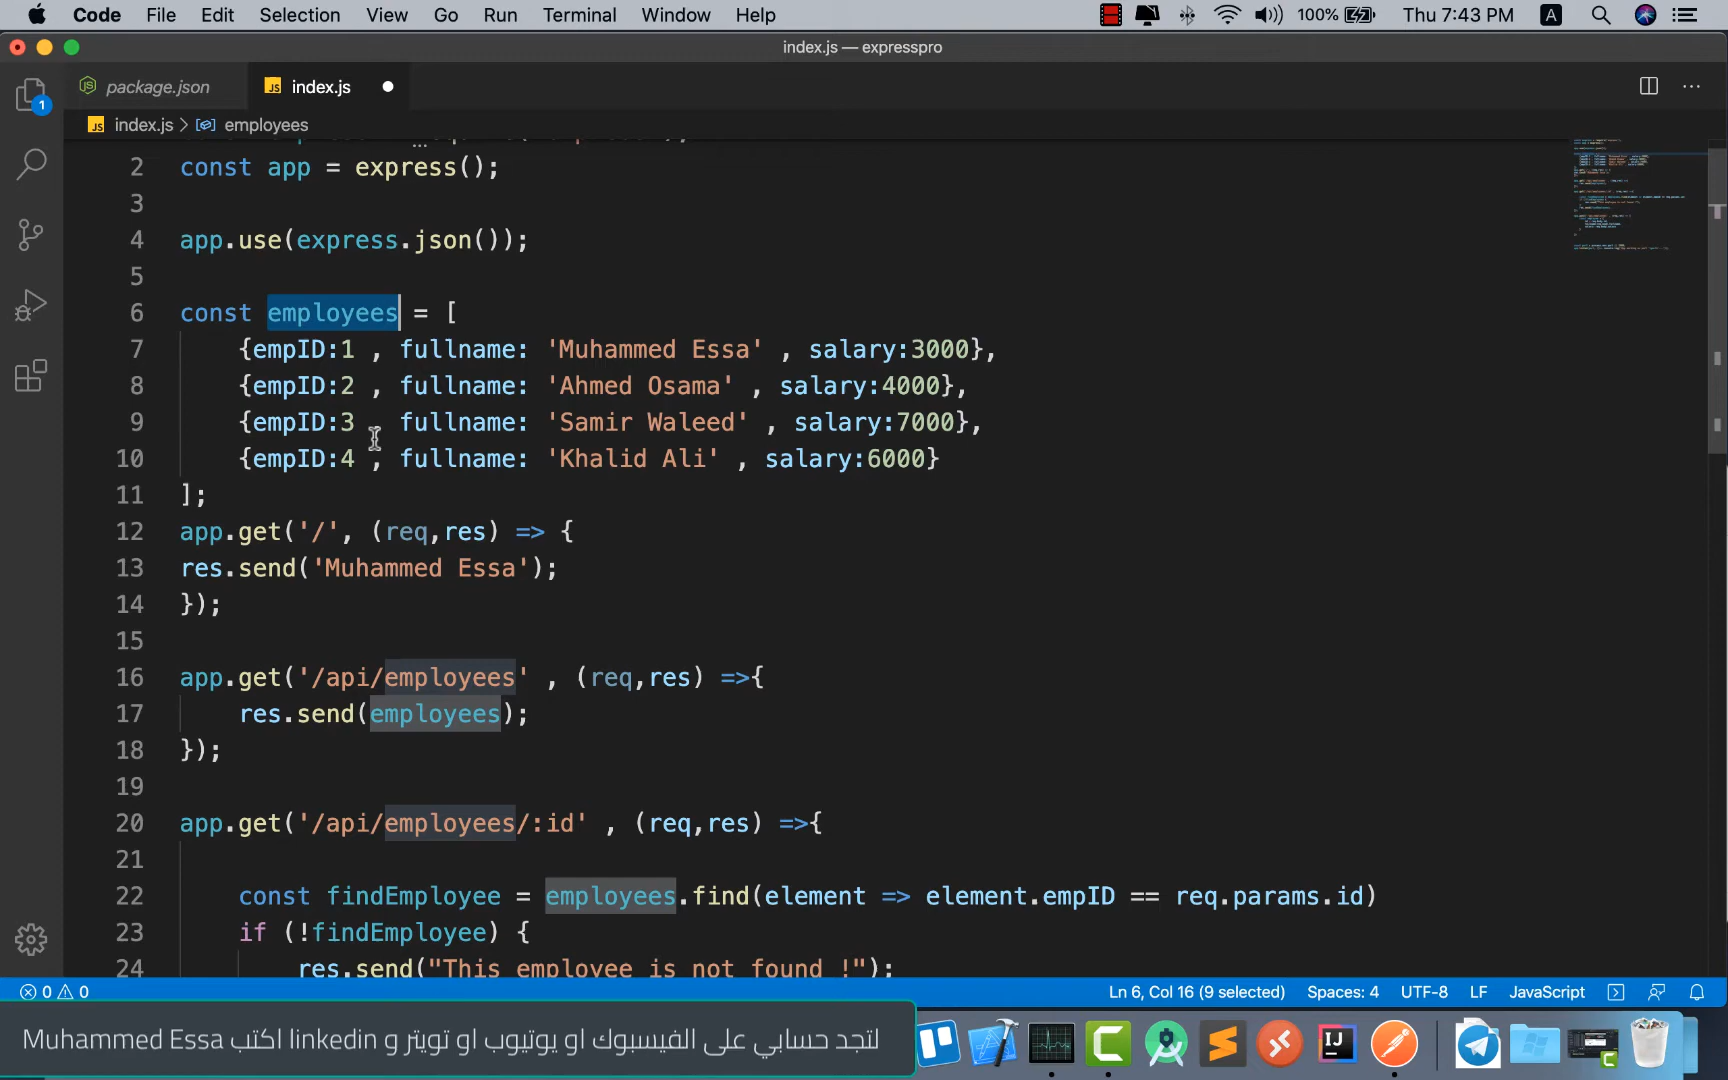 Code File Edit Selection View Go Run Terminal Window Help 100% Thu 7:43 PM A
index.js — expresspro
package.json JS index.js
1
JS index.js > employees
2 const app = express();
3
4 app.use(express.json());
5
6 const employees = [
7 {empID:1 , fullname: 'Muhammed Essa' , salary:3000},
8 {empID:2 , fullname: 'Ahmed Osama' , salary:4000},
9 {empID:3 , fullname: 'Samir Waleed' , salary:7000},
10 {empID:4 , fullname: 'Khalid Ali' , salary:6000}
11 ];
12 app.get('/', (req,res) => {
13 res.send('Muhammed Essa');
14 });
15
16 app.get('/api/employees' , (req,res) =>{
17 res.send(employees);
18 });
19
20 app.get('/api/employees/:id' , (req,res) =>{
21
22 const findEmployee = employees.find(element => element.empID == req.params.id)
23 if (!findEmployee) {
24 res.send("This employee is not found !");
0 0 Ln 6, Col 16 (9 selected) Spaces: 4 UTF-8 LF JavaScript
لتجد حسابي على الفيسبوك او يوتيوب او تويتر و linkedin اكتب Muhammed Essa
IJ